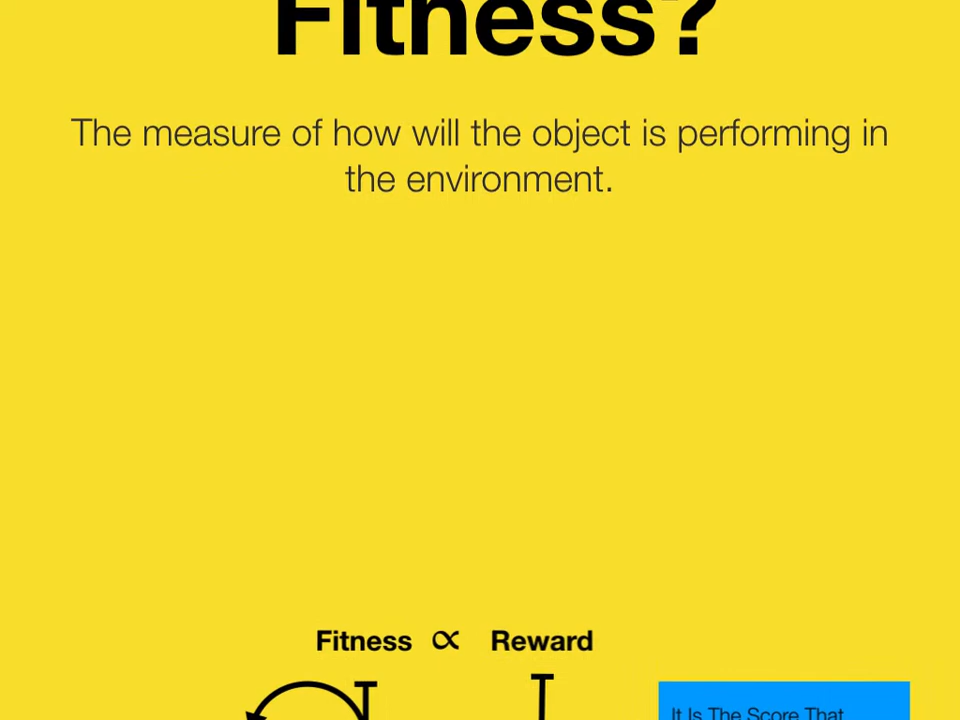 Fitness?
The measure of how will the object is performing in
the environment.
Fitness ∝ Reward
It Is The Score That